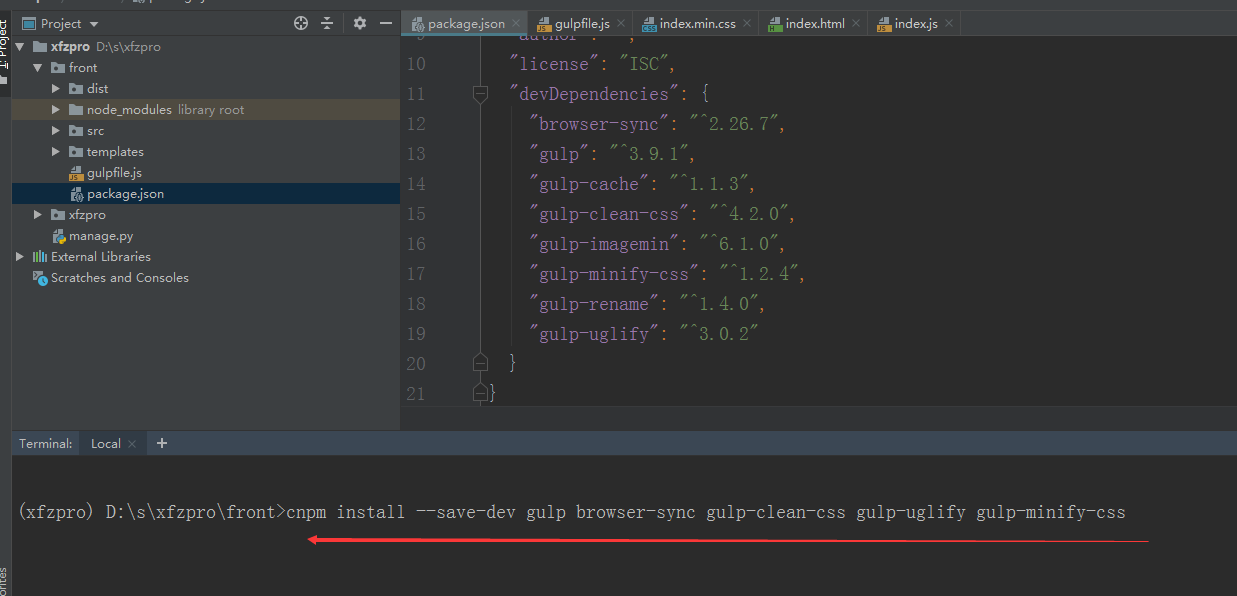 Project
xfzpro D:\s\xfzpro
front
dist
node_modules library root
src
templates
gulpfile.js
package.json
xfzpro
manage.py
External Libraries
Scratches and Consoles
package.json gulpfile.js index.min.css index.html index.js
10 "license": "ISC",
11 "devDependencies": {
12 "browser-sync": "^2.26.7",
13 "gulp": "^3.9.1",
14 "gulp-cache": "^1.1.3",
15 "gulp-clean-css": "^4.2.0",
16 "gulp-imagemin": "^6.1.0",
17 "gulp-minify-css": "^1.2.4",
18 "gulp-rename": "^1.4.0",
19 "gulp-uglify": "^3.0.2"
20 }
21 }
Terminal: Local +
(xfzpro) D:\s\xfzpro\front>cnpm install --save-dev gulp browser-sync gulp-clean-css gulp-uglify gulp-minify-css